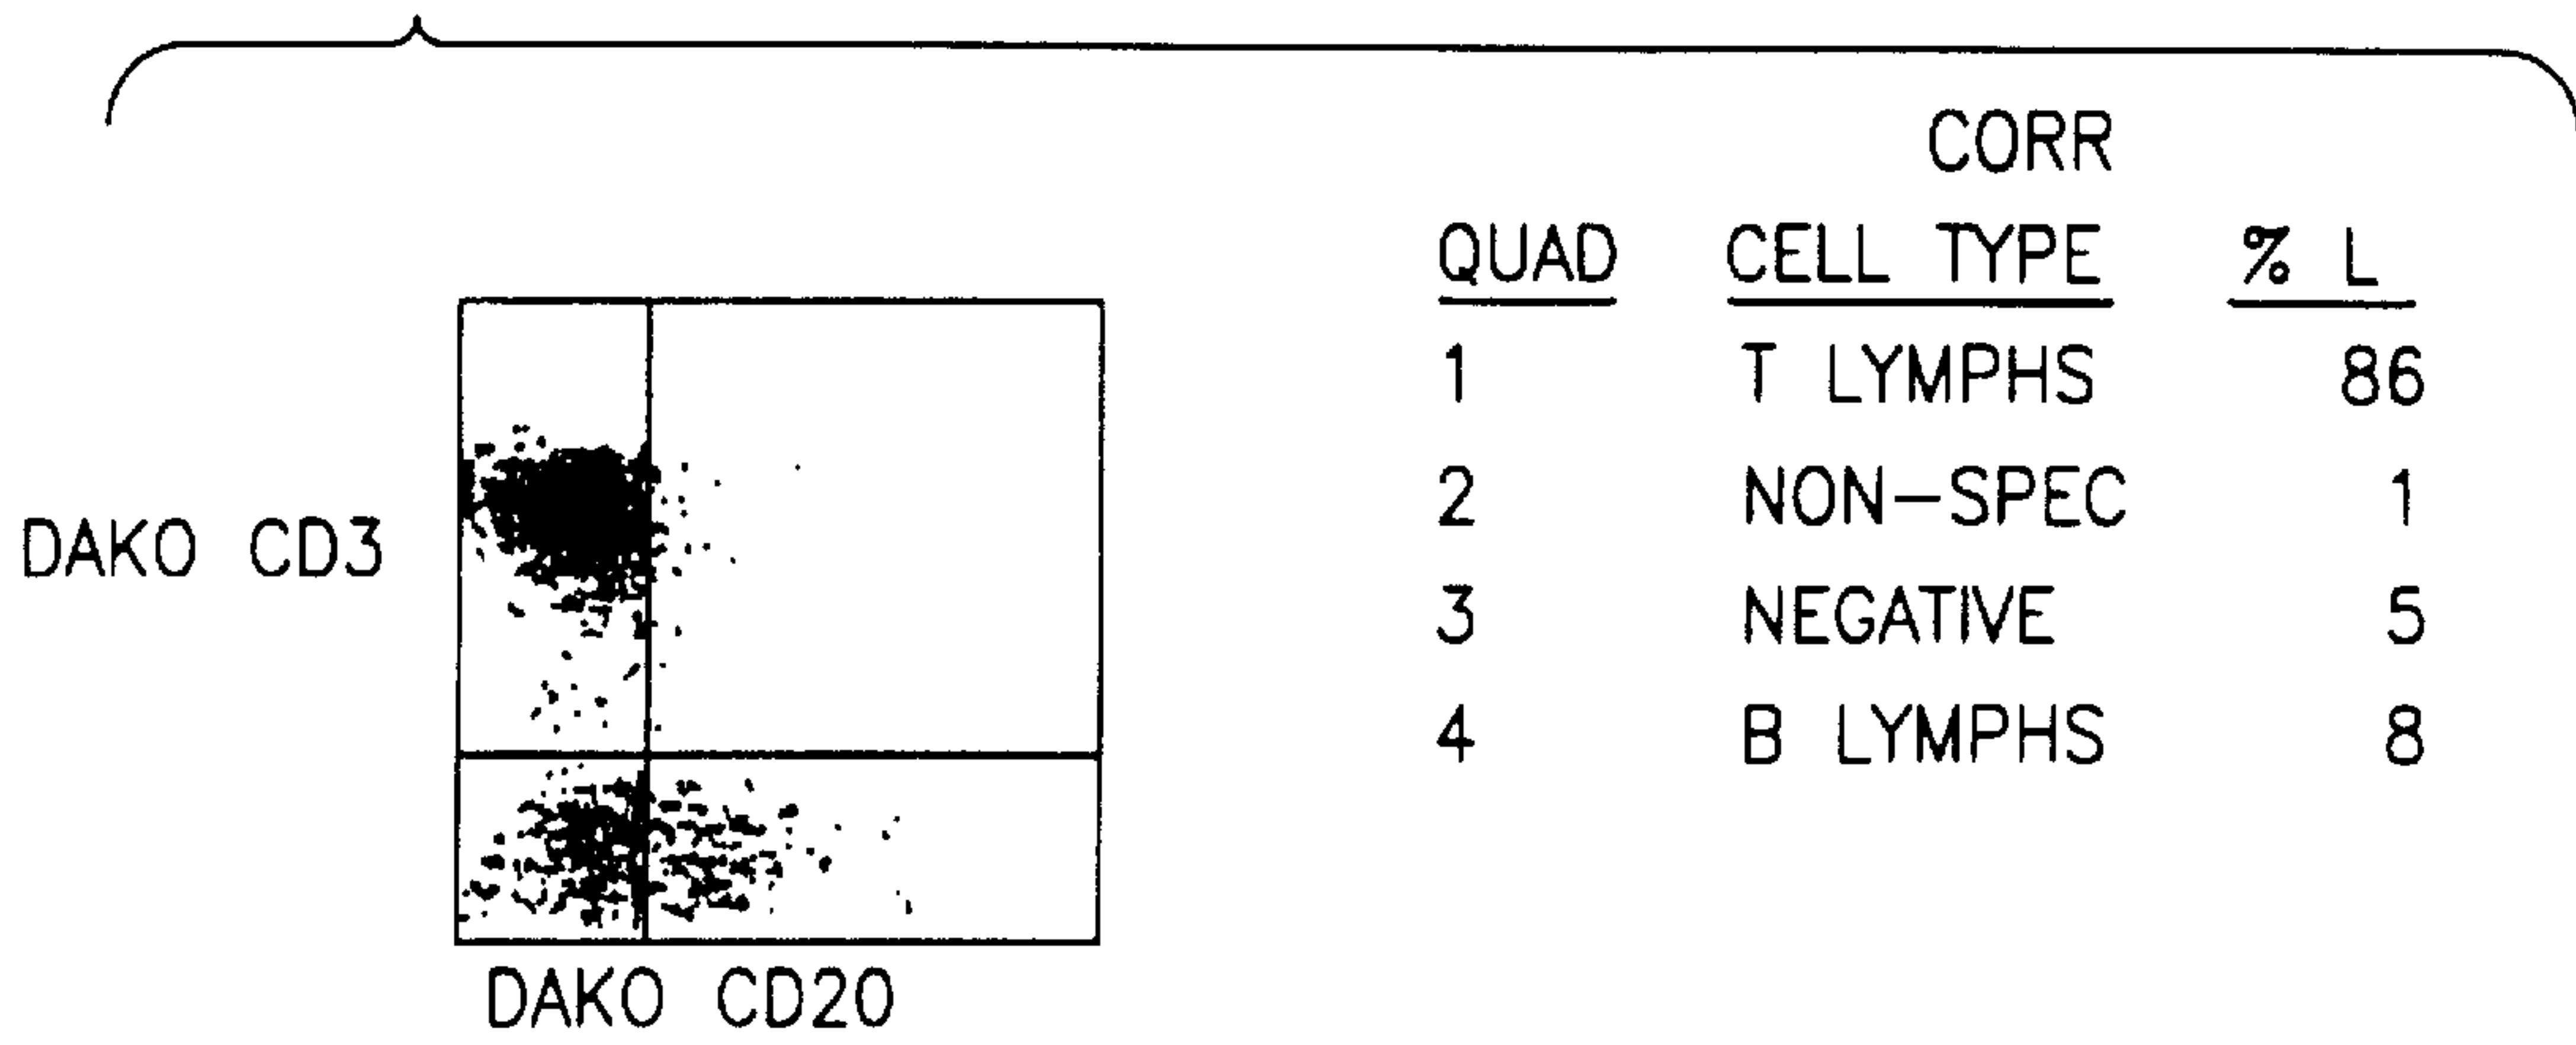 CORR
QUAD CELL TYPE % L
1 T LYMPHS 86
2 NON-SPEC 1
3 NEGATIVE 5
4 B LYMPHS 8
DAKO CD3
DAKO CD20